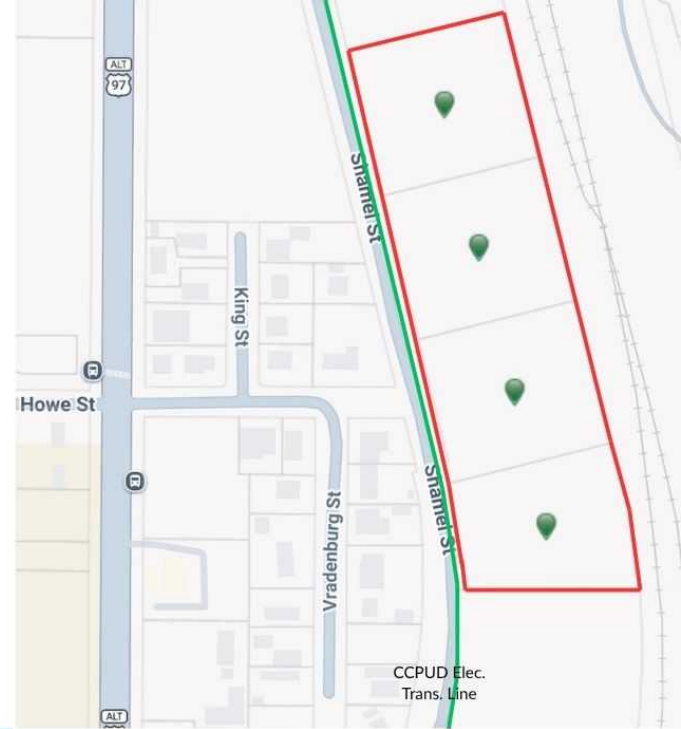 ALT
97
Shamel St
King St
Howe St
Shamel St
Vradenburg St
CCPUD Elec.
Trans. Line
ALT